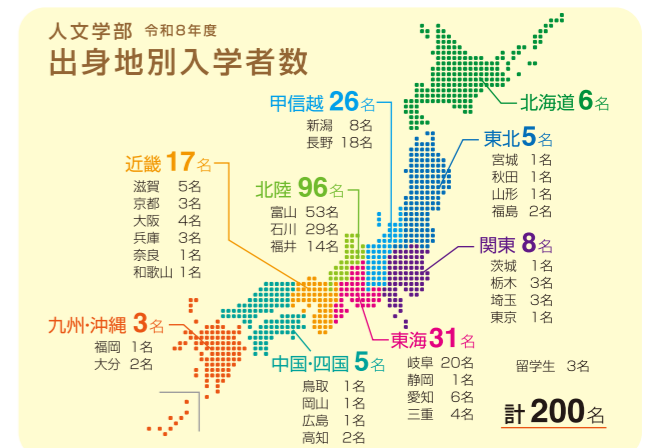 人文学部 令和8年度
出身地別入学者数
甲信越 26名
新潟 8名
長野 18名
北海道 6名
東北 5名
宮城 1名
秋田 1名
山形 1名
福島 2名
近畿 17名
滋賀 5名
京都 3名
大阪 4名
兵庫 3名
奈良 1名
和歌山 1名
北陸 96名
富山 53名
石川 29名
福井 14名
関東 8名
茨城 1名
栃木 3名
埼玉 3名
東京 1名
九州・沖縄 3名
福岡 1名
大分 2名
中国・四国 5名
鳥取 1名
岡山 1名
広島 1名
高知 2名
東海 31名
岐阜 20名
静岡 1名
愛知 6名
三重 4名
留学生 3名
計 200名